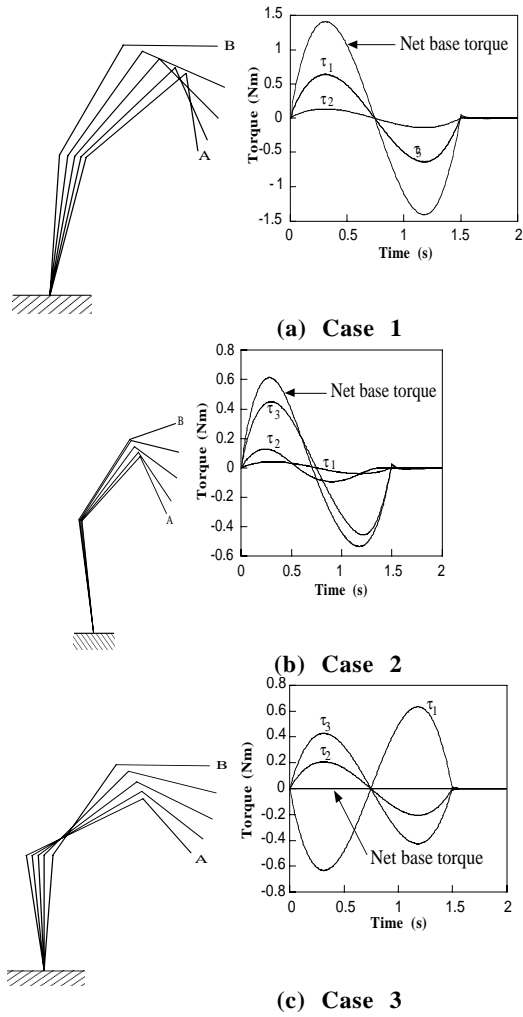 B
A
Torque (Nm)
1.5
1
0.5
0
-0.5
-1
-1.5
Net base torque
τ1
τ2
τ3
0 0.5 1 1.5 2
Time (s)
(a) Case 1
B
A
Torque (Nm)
0.8
0.6
0.4
0.2
0
-0.2
-0.4
-0.6
Net base torque
τ3
τ2
τ1
0 0.5 1 1.5 2
Time (s)
(b) Case 2
B
A
Torque (Nm)
0.8
0.6
0.4
0.2
0
-0.2
-0.4
-0.6
-0.8
τ1
τ3
τ2
Net base torque
0 0.5 1 1.5 2
Time (s)
(c) Case 3